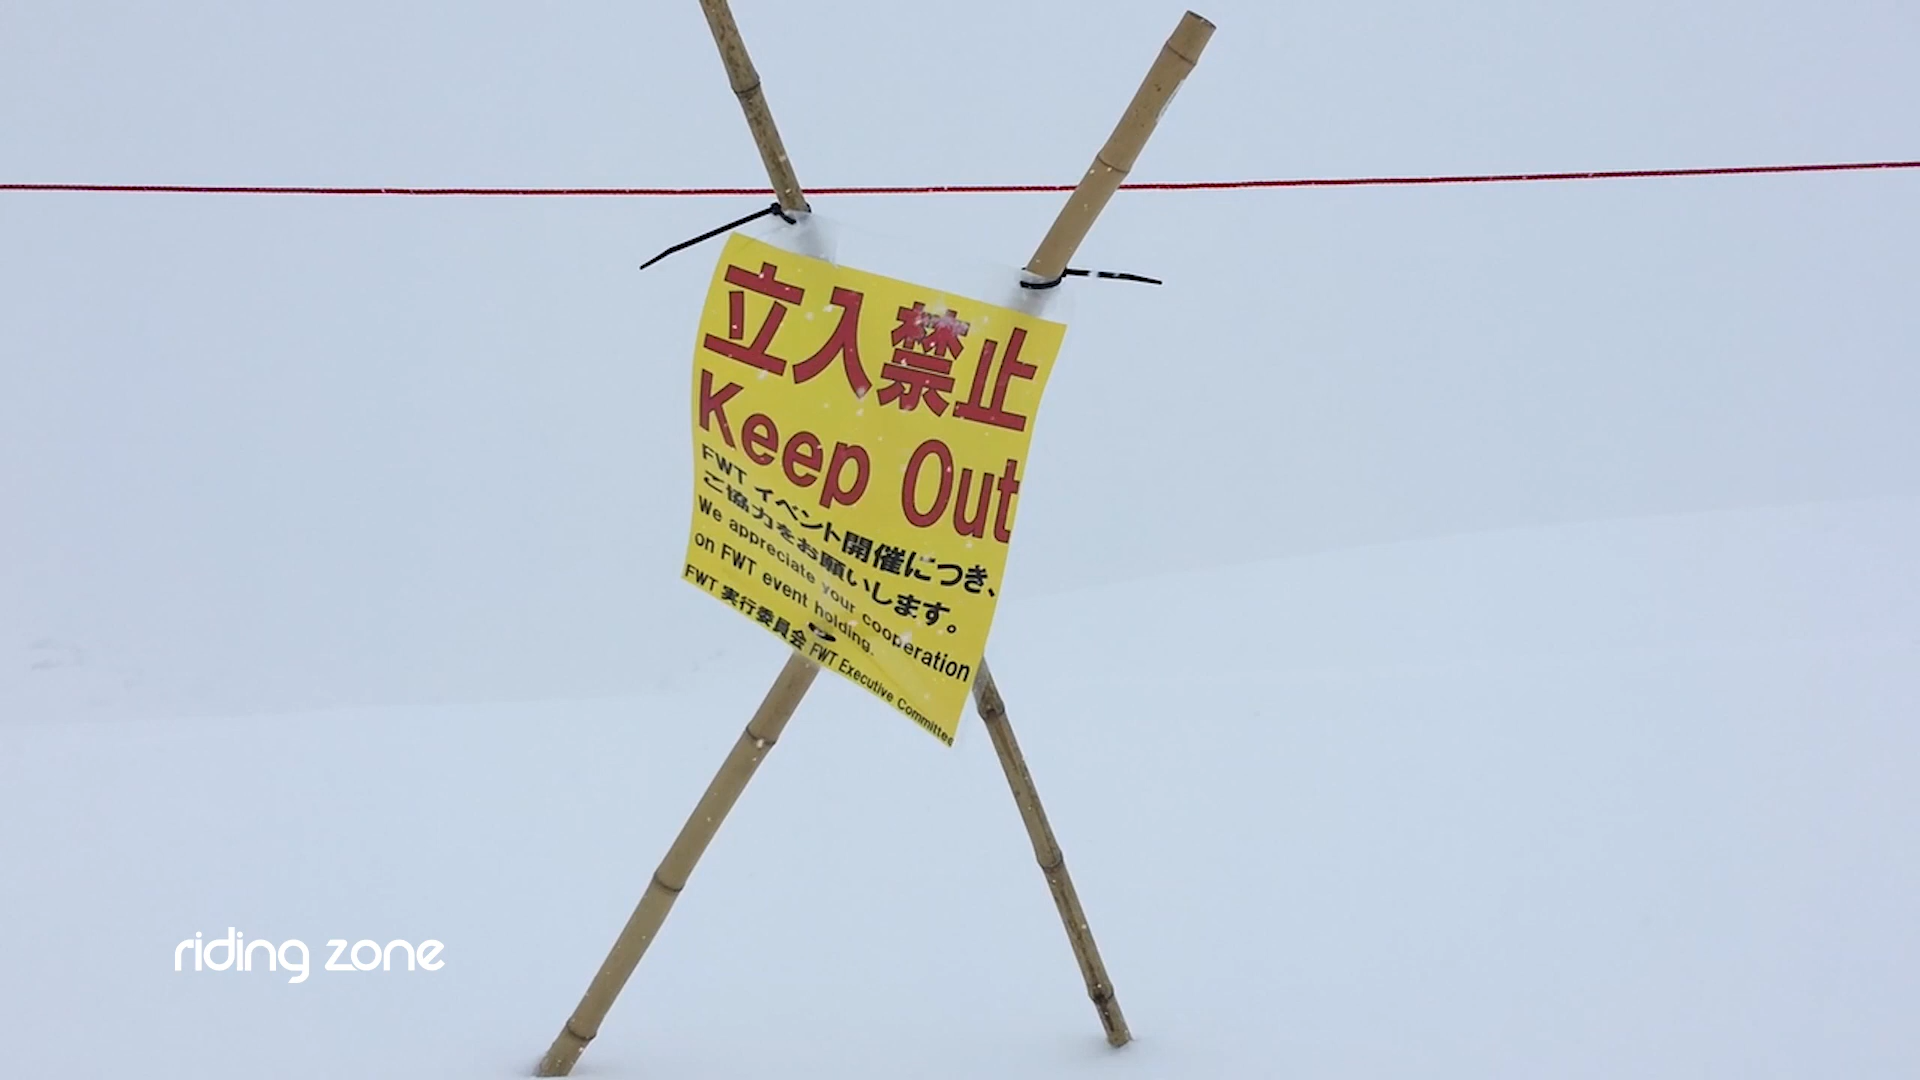 立入禁止
Keep Out
FWT イベント開催につき、
ご協力をお願いします。
We appreciate your cooperation
on FWT event holding.
FWT 実行委員会 FWT Executive Committee
riding zone